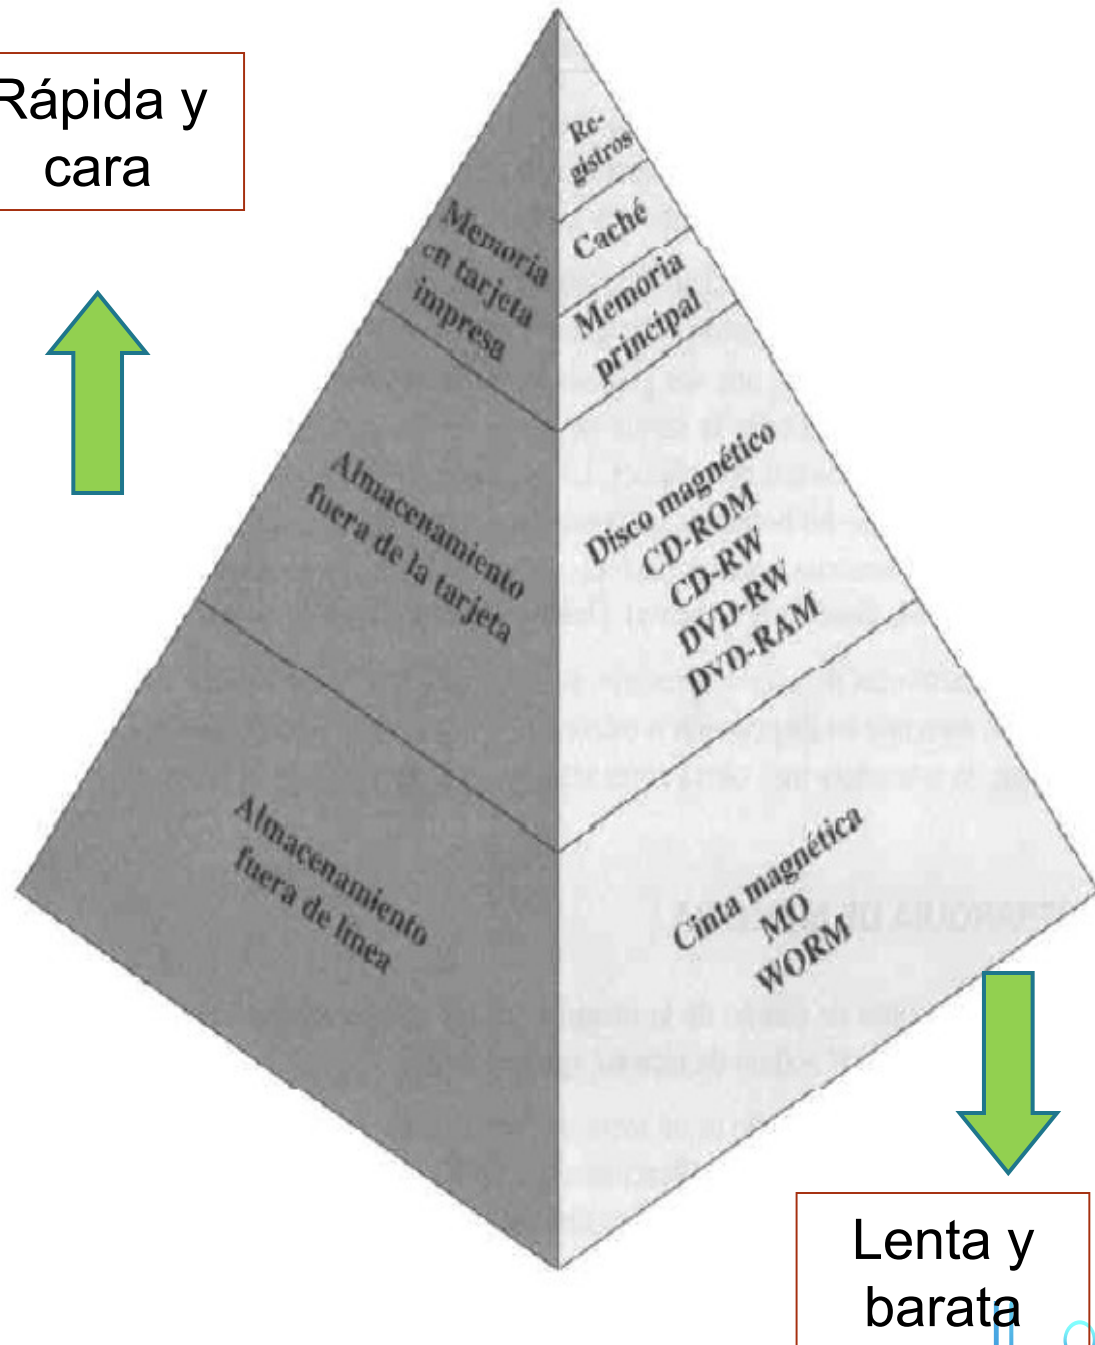 Rápida y
cara
Re-
gistros
Caché
Memoria
principal
Memoria
en tarjeta
impresa
Almacenamiento
fuera de la tarjeta
Disco magnético
CD-ROM
CD-RW
DVD-RW
DVD-RAM
Almacenamiento
fuera de línea
Cinta magnética
MO
WORM
Lenta y
barata